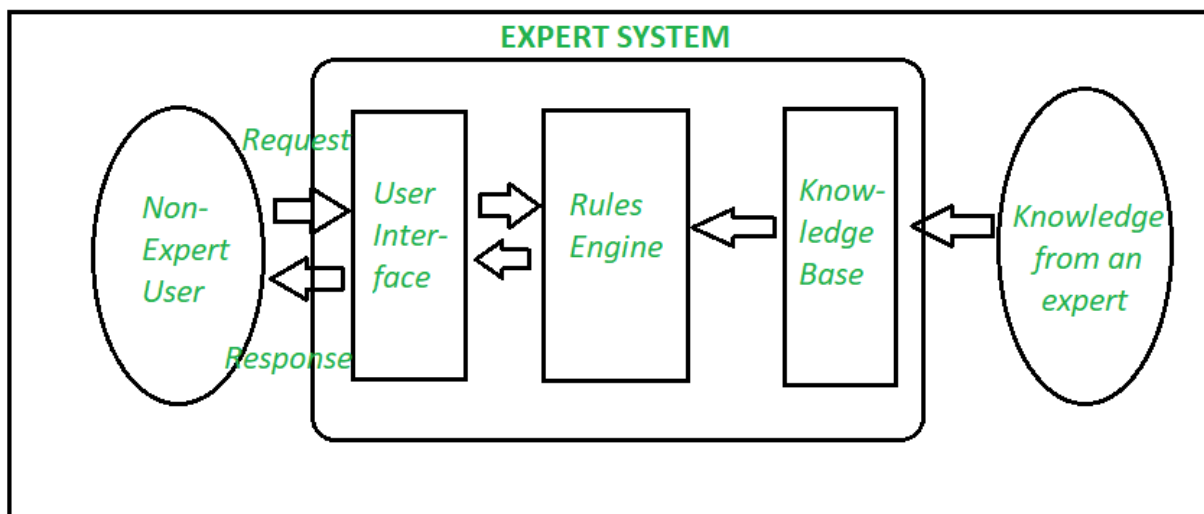 EXPERT SYSTEM
Request
Non-
Expert
User
Response
User
Inter-
face
Rules
Engine
Know-
ledge
Base
Knowledge
from an
expert